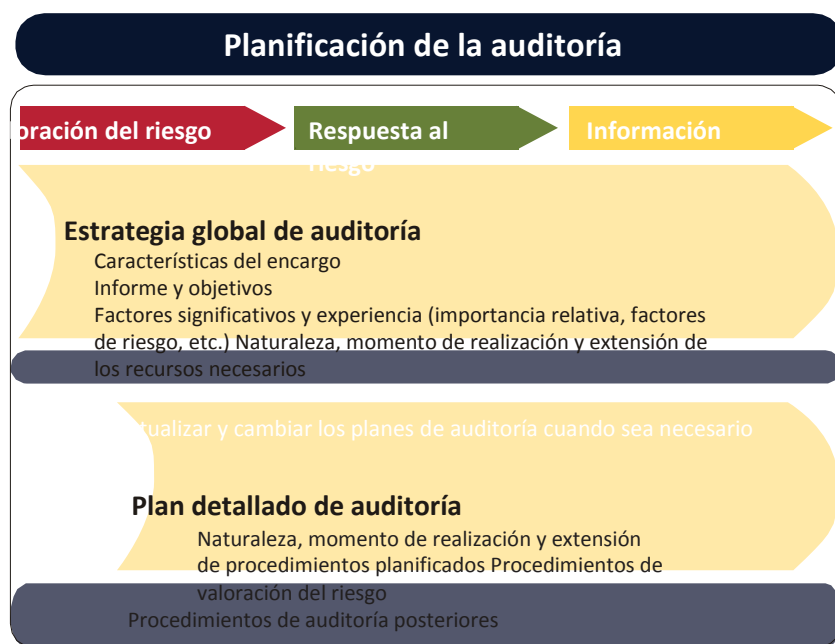 Planificación de la auditoría
oración del riesgo
Respuesta al
riesgo
Información
Estrategia global de auditoría
Características del encargo
Informe y objetivos
Factores significativos y experiencia (importancia relativa, factores
de riesgo, etc.) Naturaleza, momento de realización y extensión de
los recursos necesarios
tualizar y cambiar los planes de auditoría cuando sea necesario
Plan detallado de auditoría
Naturaleza, momento de realización y extensión
de procedimientos planificados Procedimientos de
valoración del riesgo
Procedimientos de auditoría posteriores